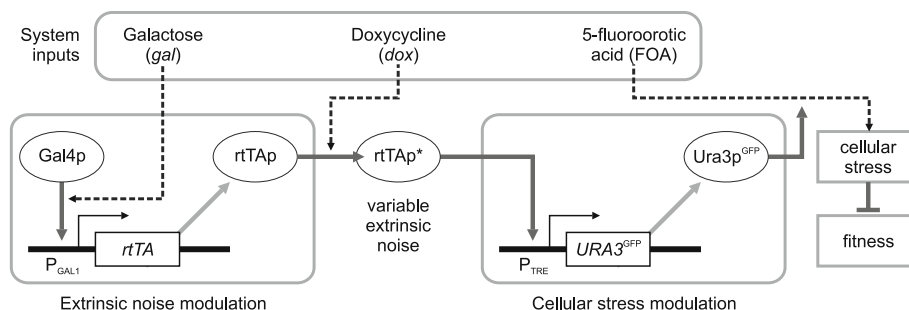 System
inputs
Galactose
(gal)
Doxycycline
(dox)
5-fluoroorotic
acid (FOA)
Gal4p
rtTAp
rtTAp*
Ura3pGFP
cellular
stress
variable
extrinsic
noise
rtTA
URA3GFP
fitness
PGAL1
PTRE
Extrinsic noise modulation
Cellular stress modulation